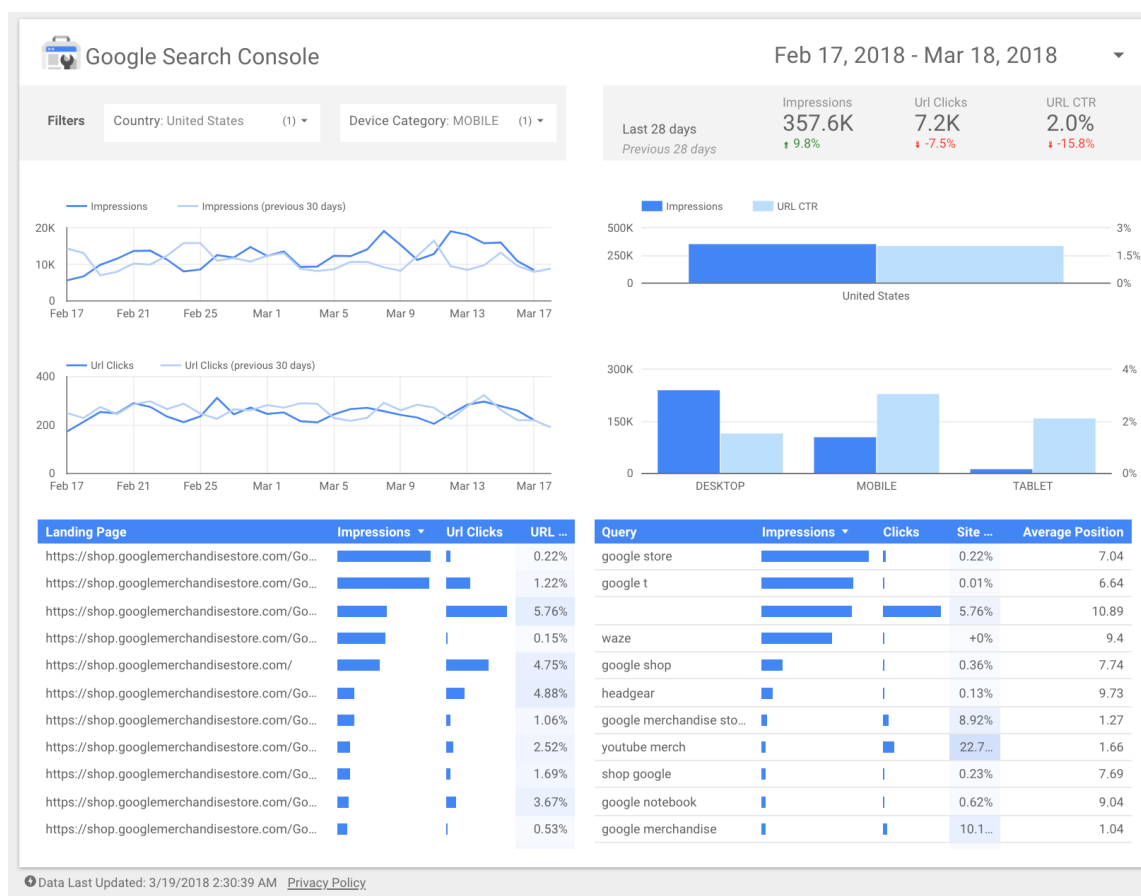 Google Search Console
Feb 17, 2018 - Mar 18, 2018
Filters
Country: United States (1)
Device Category: MOBILE (1)
Impressions Url Clicks URL CTR
Last 28 days 357.6K 7.2K 2.0%
Previous 28 days 9.8% -7.5% -15.8%
Impressions Impressions (previous 30 days)
20K
10K
0
Feb 17 Feb 21 Feb 25 Mar 1 Mar 5 Mar 9 Mar 13 Mar 17
Impressions URL CTR
500K 3%
250K 1.5%
0 0%
United States
Url Clicks Url Clicks (previous 30 days)
400
200
0
Feb 17 Feb 21 Feb 25 Mar 1 Mar 5 Mar 9 Mar 13 Mar 17
300K 4%
150K 2%
0 0%
DESKTOP MOBILE TABLET
Landing Page Impressions Url Clicks URL ...
https://shop.googlemerchandisestore.com/Go... 0.22%
https://shop.googlemerchandisestore.com/Go... 1.22%
https://shop.googlemerchandisestore.com/Go... 5.76%
https://shop.googlemerchandisestore.com/Go... 0.15%
https://shop.googlemerchandisestore.com/ 4.75%
https://shop.googlemerchandisestore.com/Go... 4.88%
https://shop.googlemerchandisestore.com/Go... 1.06%
https://shop.googlemerchandisestore.com/Go... 2.52%
https://shop.googlemerchandisestore.com/Go... 1.69%
https://shop.googlemerchandisestore.com/Go... 3.67%
https://shop.googlemerchandisestore.com/Go... 0.53%
Query Impressions Clicks Site ... Average Position
google store 0.22% 7.04
google t 0.01% 6.64
5.76% 10.89
waze +0% 9.4
google shop 0.36% 7.74
headgear 0.13% 9.73
google merchandise sto... 8.92% 1.27
youtube merch 22.7... 1.66
shop google 0.23% 7.69
google notebook 0.62% 9.04
google merchandise 10.1... 1.04
Data Last Updated: 3/19/2018 2:30:39 AM Privacy Policy